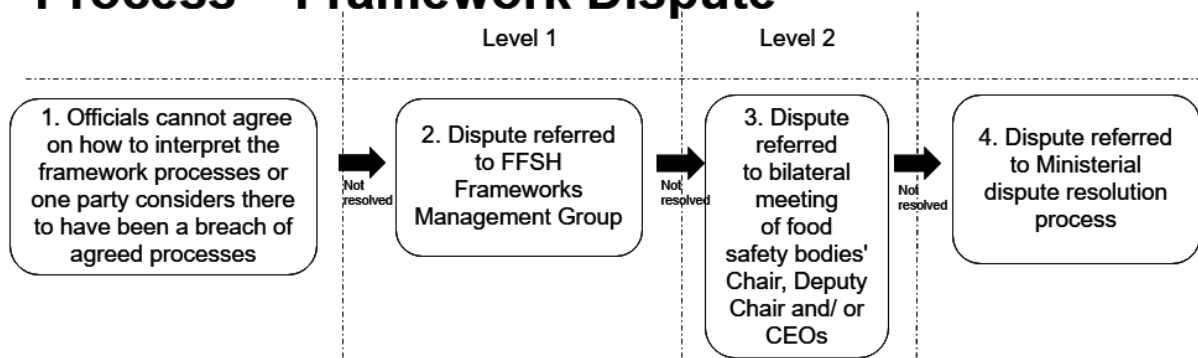 Process – Framework Dispute
Level 1
Level 2
1. Officials cannot agree
on how to interpret the
framework processes or
one party considers there
to have been a breach of
agreed processes
Not
resolved
2. Dispute referred
to FFSH
Frameworks
Management Group
Not
resolved
3. Dispute
referred
to bilateral
meeting
of food
safety bodies'
Chair, Deputy
Chair and/ or
CEOs
Not
resolved
4. Dispute referred
to Ministerial
dispute resolution
process